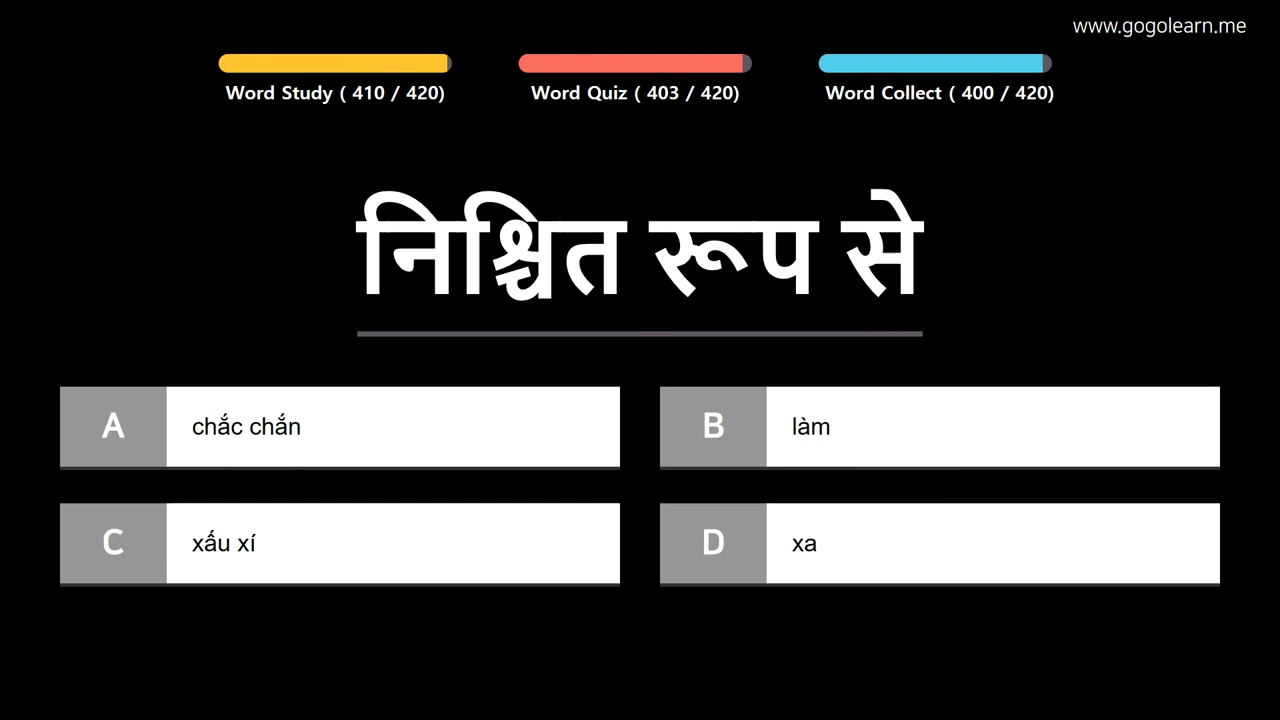 www.gogolearn.me
Word Study ( 410 / 420)
Word Quiz ( 403 / 420)
Word Collect ( 400 / 420)
निश्चित रूप से
A
chắc chắn
B
làm
C
xấu xí
D
xa